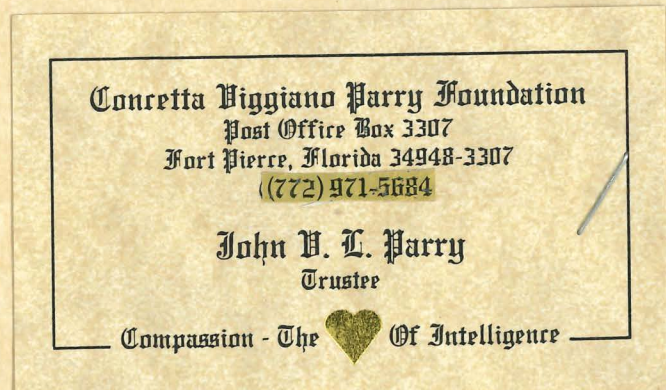 Concetta Viggiano Parry Foundation
Post Office Box 3307
Fort Pierce, Florida 34948-3307
((772) 971-5684
John V. L. Parry
Trustee
Compassion - The Of Intelligence